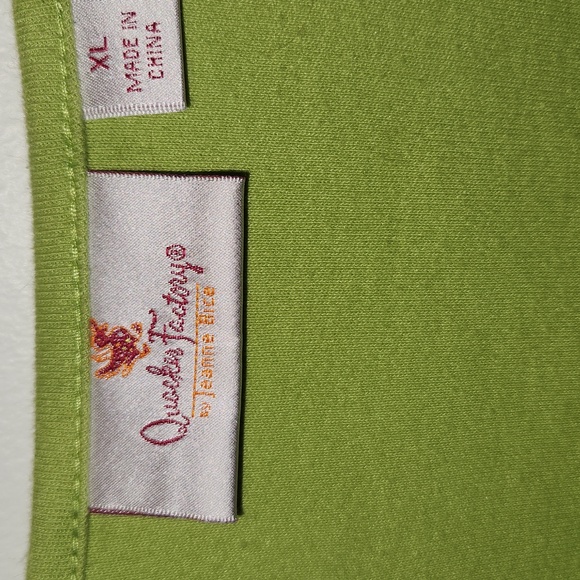 XL
MADE IN
CHINA
Quacker Factory®
by Jeanne Bice